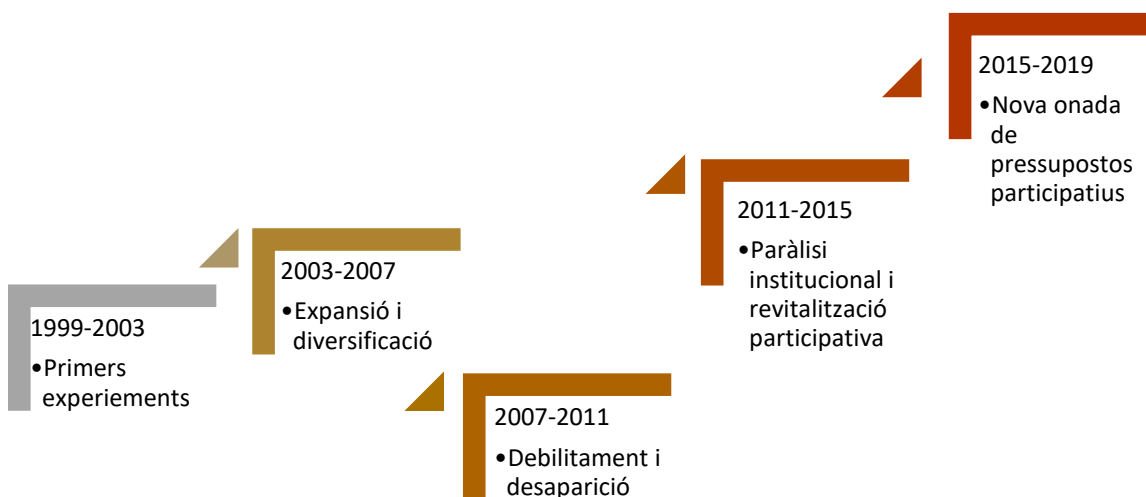 1999-2003
•Primers
experiements
2003-2007
•Expansió i
diversificació
2007-2011
•Debilitament i
desaparició
2011-2015
•Paràlisi
institucional i
revitalització
participativa
2015-2019
•Nova onada
de
pressupostos
participatius